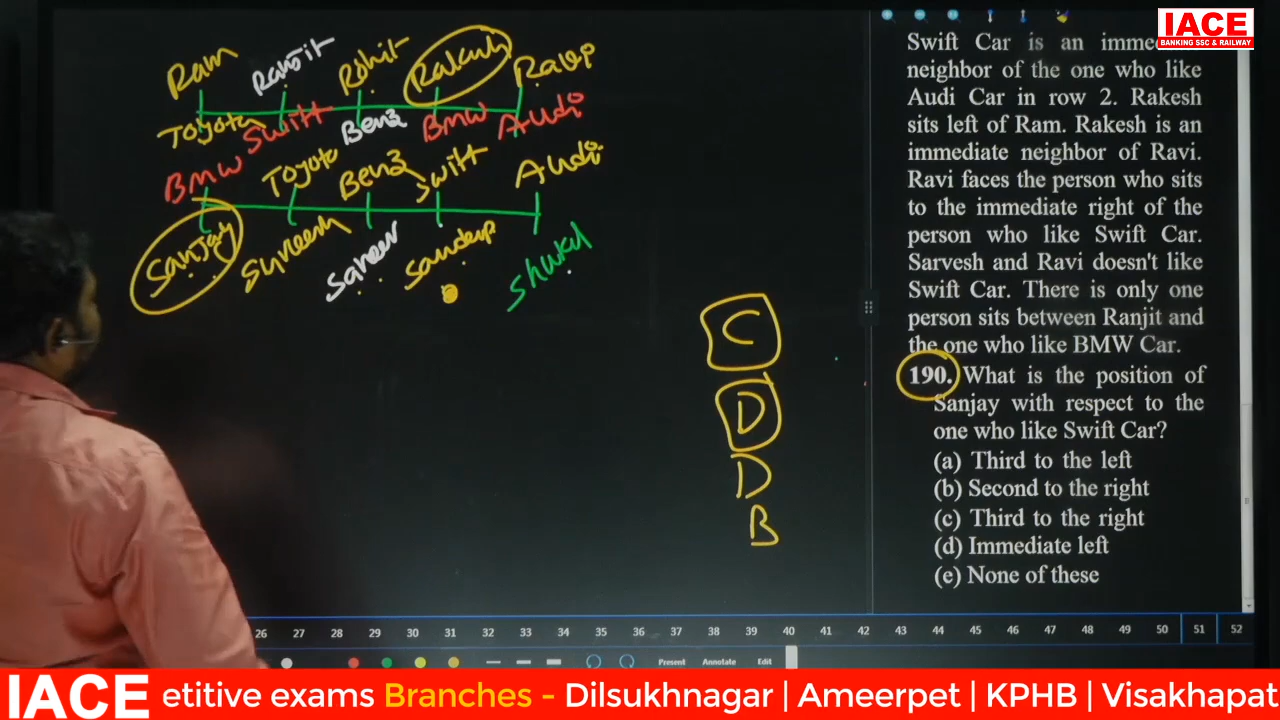 IACE
BANKING SSC & RAILWAY
Ram Ranjit Rohit Rakesh Ravi
Toyota Swift Benz BMW Audi
BMW Toyota Benz Swift Audi
Sanjay Suresh
C
D
D
B
Swift Car is an
neighbor of the one who like
Audi Car in row 2. Rakesh
sits left of Ram. Rakesh is an
immediate neighbor of Ravi.
Ravi faces the person who sits
to the immediate right of the
person who like Swift Car.
Sarvesh and Ravi doesn't like
Swift Car. There is only one
person sits between Ranjit and
the one who like BMW Car.
190. What is the position of
Sanjay with respect to the
one who like Swift Car?
(a) Third to the left
(b) Second to the right
(c) Third to the right
(d) Immediate left
(e) None of these
26 27 28 29 30 31 32 33 34 35 36 37 38 39 40 41 42 43 44 45 46 47 48 49 50 51 52
Present Annotate Edit
IACE etitive exams Branches - Dilsukhnagar | Ameerpet | KPHB | Visakhapat